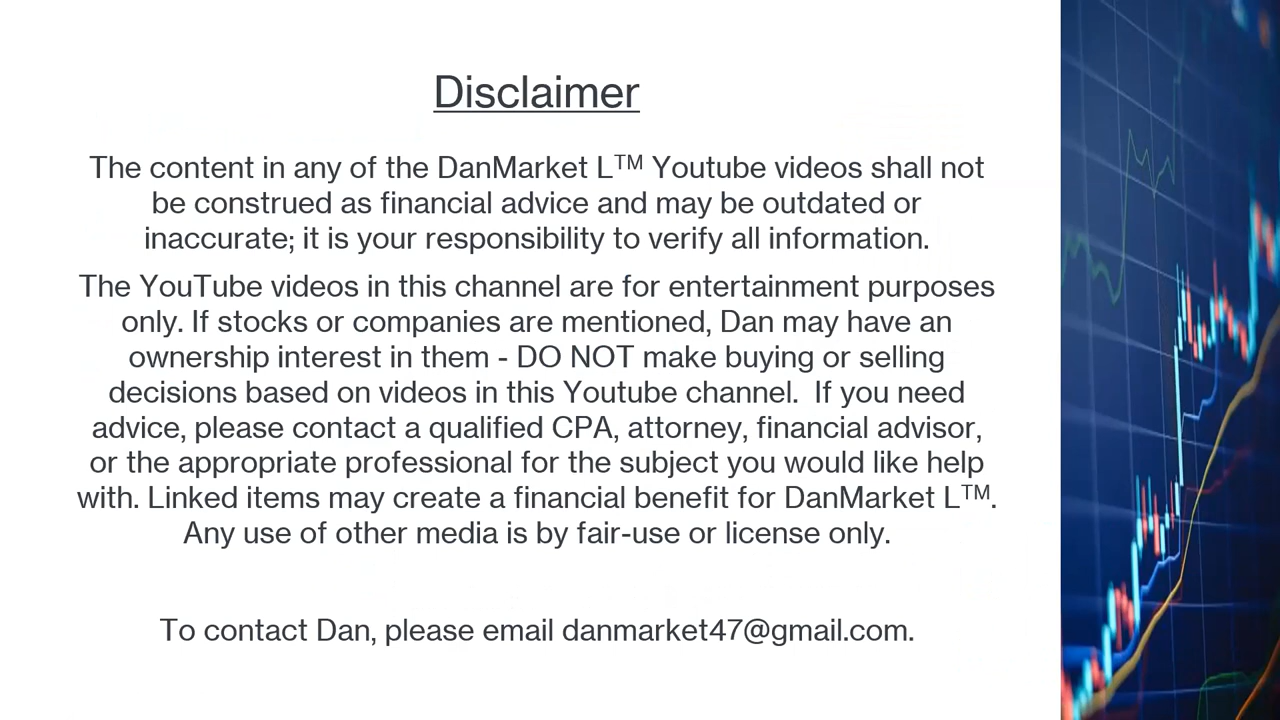 Disclaimer
The content in any of the DanMarket L™ Youtube videos shall not
be construed as financial advice and may be outdated or
inaccurate; it is your responsibility to verify all information.
The YouTube videos in this channel are for entertainment purposes
only. If stocks or companies are mentioned, Dan may have an
ownership interest in them - DO NOT make buying or selling
decisions based on videos in this Youtube channel.  If you need
advice, please contact a qualified CPA, attorney, financial advisor,
or the appropriate professional for the subject you would like help
with. Linked items may create a financial benefit for DanMarket L™.
Any use of other media is by fair-use or license only.
To contact Dan, please email danmarket47@gmail.com.